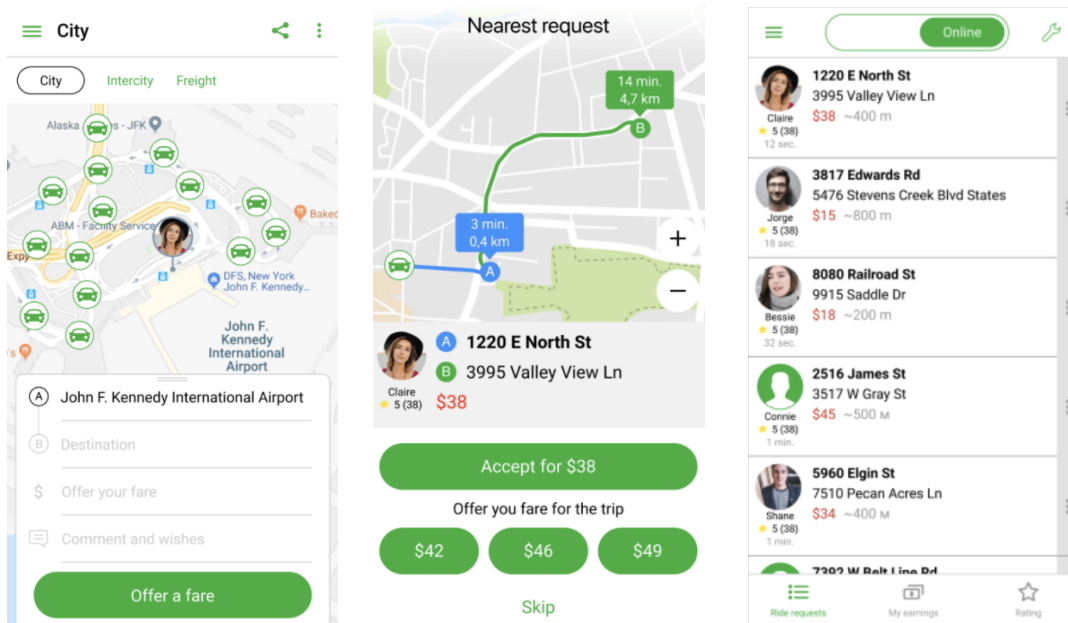 City
City
Intercity
Freight
Alaska
s - JFK
ABM - Facility Service
Bakec
Expy
DFS, New York
John F. Kennedy...
John F.
Kennedy
International
Airport
's
A
John F. Kennedy International Airport
B
Destination
$
Offer your fare
Comment and wishes
Offer a fare
Nearest request
14 min.
4,7 km
B
3 min.
0,4 km
A
+
−
A 1220 E North St
B 3995 Valley View Ln
Claire
5 (38)
$38
Accept for $38
Offer you fare for the trip
$42
$46
$49
Skip
Online
1220 E North St
3995 Valley View Ln
$38 ~400 m
Claire
5 (38)
12 sec.
3817 Edwards Rd
5476 Stevens Creek Blvd States
$15 ~800 m
Jorge
5 (38)
18 sec.
8080 Railroad St
9915 Saddle Dr
$18 ~200 m
Bessie
5 (38)
32 sec.
2516 James St
3517 W Gray St
$45 ~500 м
Connie
5 (38)
1 min.
5960 Elgin St
7510 Pecan Acres Ln
$34 ~400 м
Shane
5 (38)
1 min.
7392 W Belt Line Rd
Ride requests
My earnings
Rating